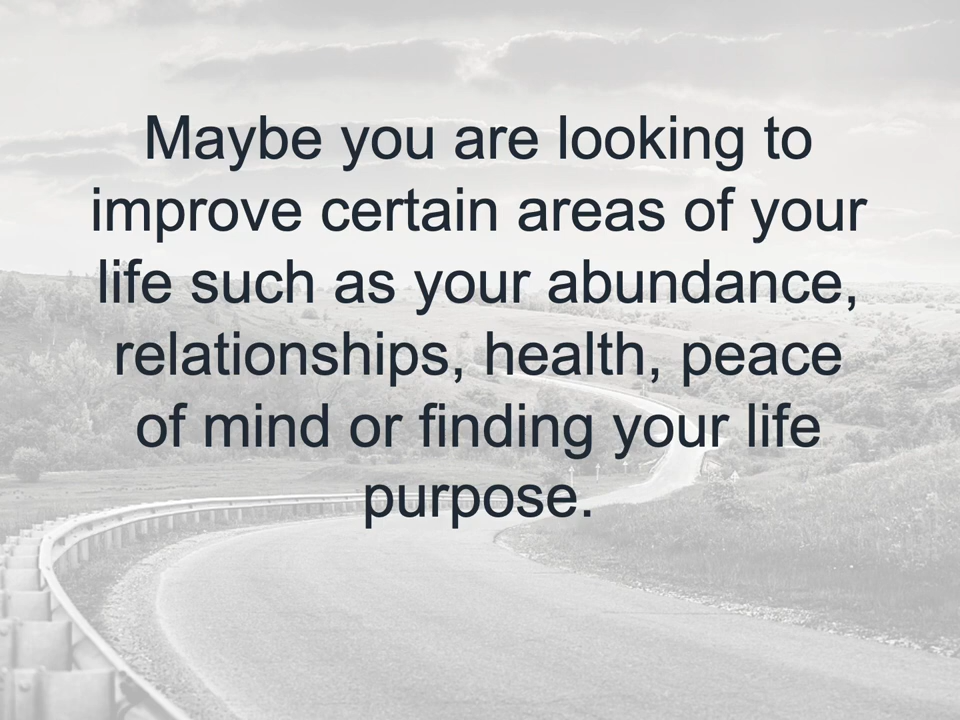 Maybe you are looking to
improve certain areas of your
life such as your abundance,
relationships, health, peace
of mind or finding your life
purpose.